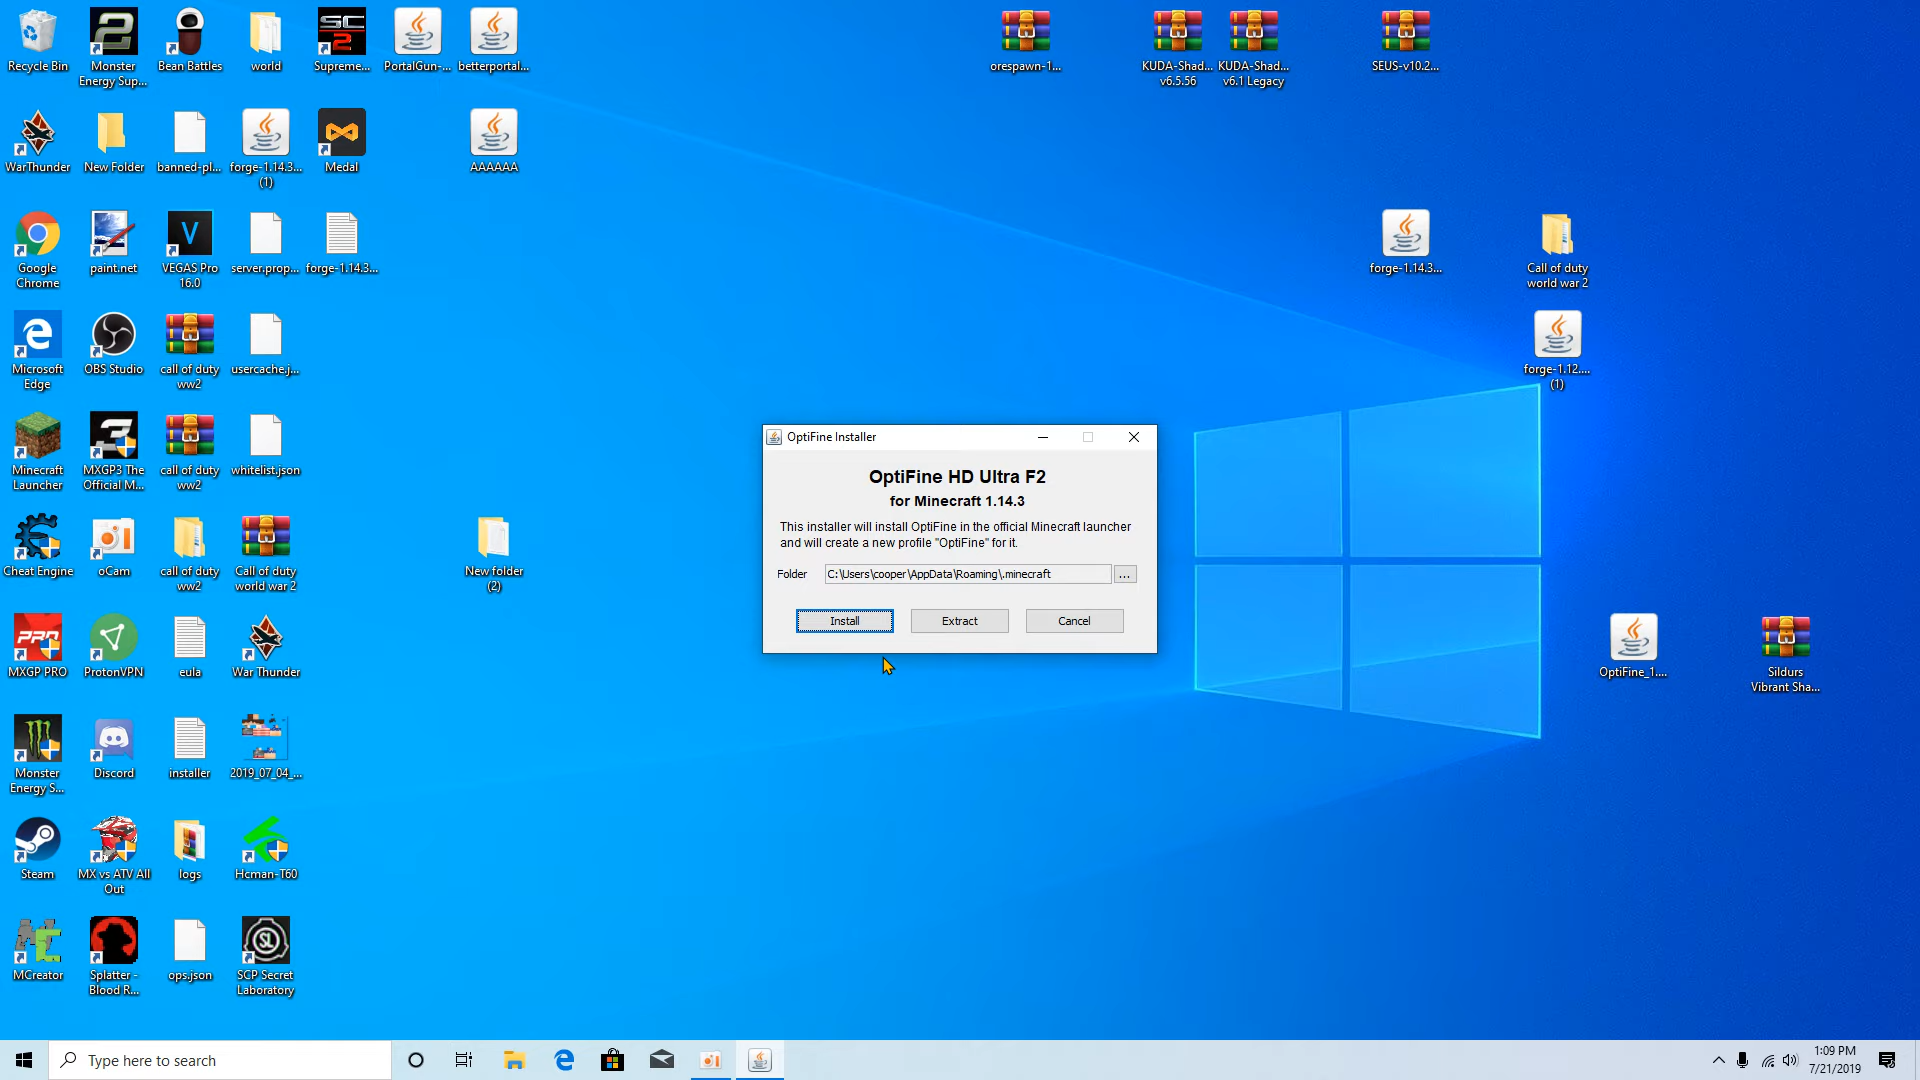 Recycle Bin
Monster
Energy Sup...
Bean Battles
world
SC
2
Supreme...
PortalGun-...
betterportal...
orespawn-1...
KUDA-Shad...
v6.5.56
KUDA-Shad...
v6.1 Legacy
SEUS-v10.2...
WarThunder
New Folder
banned-pl...
forge-1.14.3...
(1)
Medal
AAAAAA
Google
Chrome
paint.net
V
VEGAS Pro
16.0
server.prop...
forge-1.14.3...
forge-1.14.3...
Call of duty
world war 2
Microsoft
Edge
OBS Studio
call of duty
ww2
usercache.j...
forge-1.12....
(1)
Minecraft
Launcher
MXGP3 The
Official M...
call of duty
ww2
whitelist.json
OptiFine Installer
OptiFine HD Ultra F2
for Minecraft 1.14.3
This installer will install OptiFine in the official Minecraft launcher
and will create a new profile "OptiFine" for it.
Folder
C:\Users\cooper\AppData\Roaming\.minecraft
...
Install
Extract
Cancel
Cheat Engine
oCam
call of duty
ww2
Call of duty
world war 2
New folder
(2)
PRO
MXGP PRO
ProtonVPN
eula
War Thunder
OptiFine_1....
Sildurs
Vibrant Sha...
Monster
Energy S...
Discord
installer
2019_07_04_...
Steam
MX vs ATV All
Out
logs
Hcman-T60
MCreator
Splatter -
Blood R...
ops.json
SL
SCP Secret
Laboratory
Type here to search
1:09 PM
7/21/2019